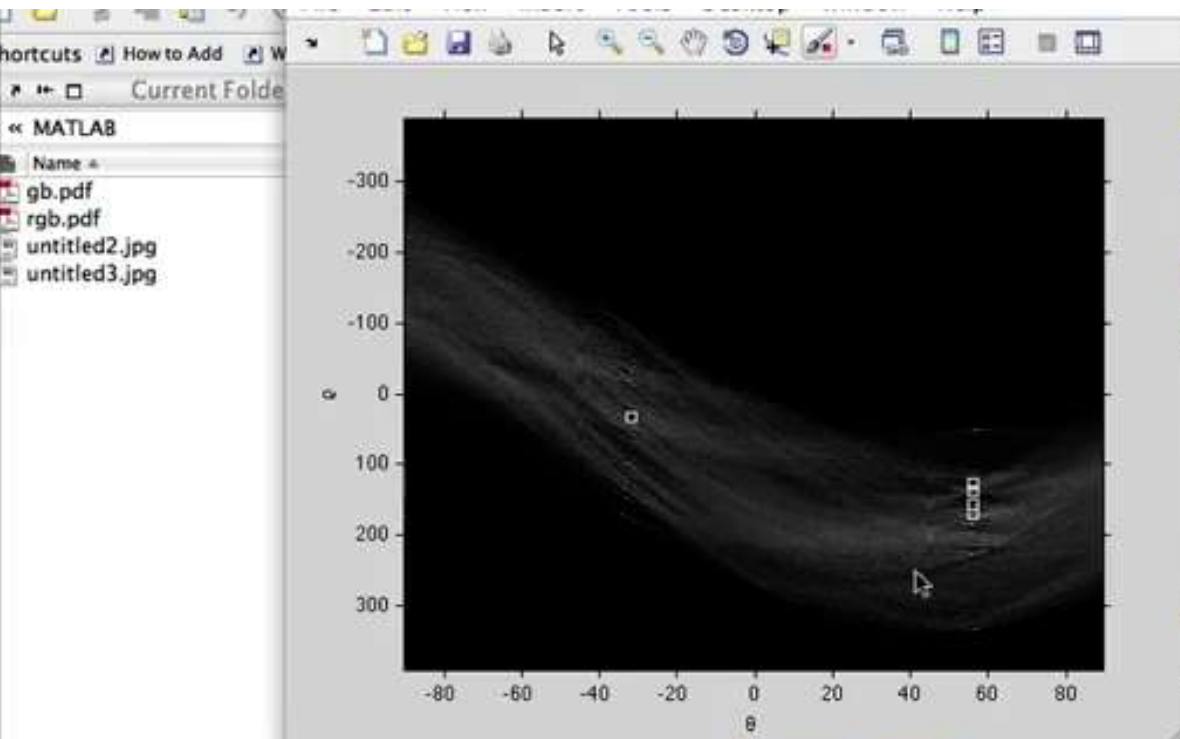 hortcuts How to Add W
Current Folde
« MATLAB
Name
gb.pdf
rgb.pdf
untitled2.jpg
untitled3.jpg
-300
-200
-100
0
100
200
300
ρ
-80 -60 -40 -20 0 20 40 60 80
θ